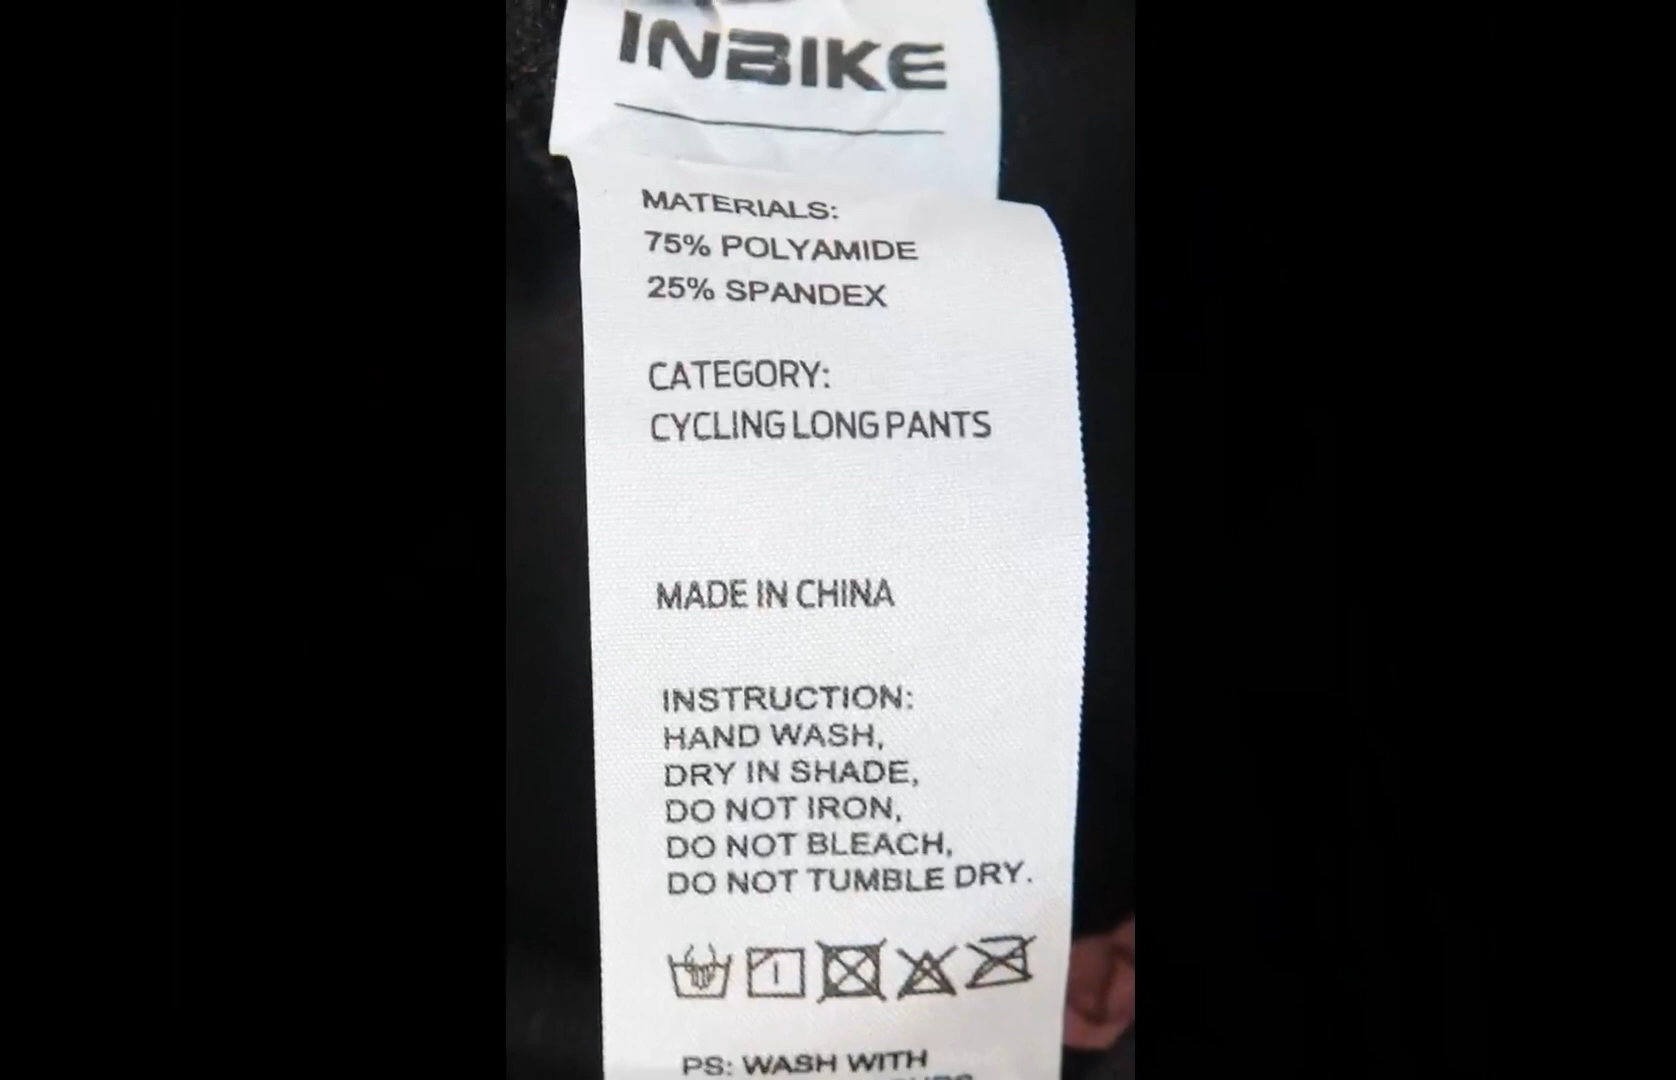 INBIKE
MATERIALS:
75% POLYAMIDE
25% SPANDEX
CATEGORY:
CYCLING LONG PANTS
MADE IN CHINA
INSTRUCTION:
HAND WASH,
DRY IN SHADE,
DO NOT IRON,
DO NOT BLEACH,
DO NOT TUMBLE DRY.
PS: WASH WITH